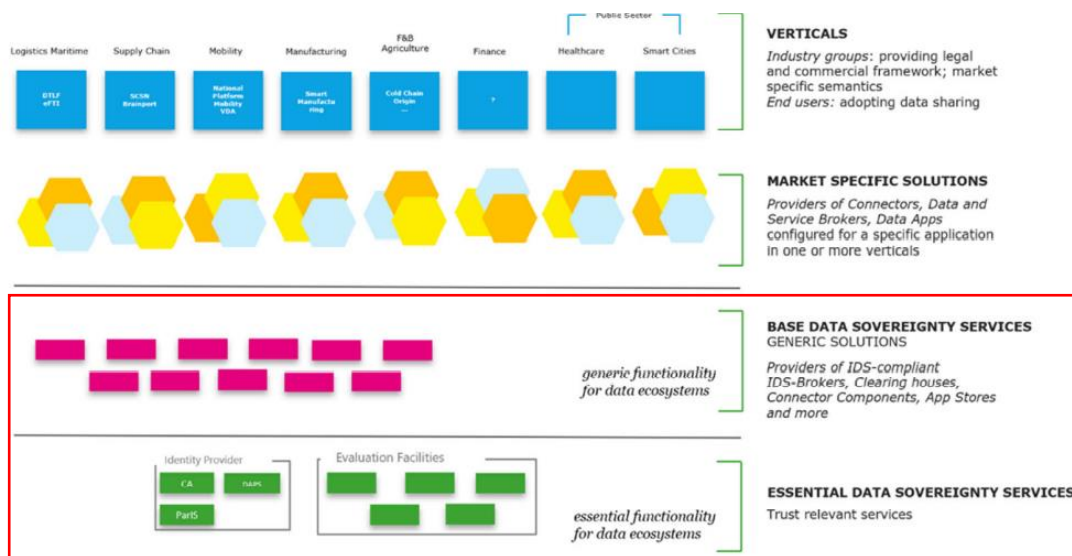 Public Sector
Logistics Maritime
Supply Chain
Mobility
Manufacturing
F&B
Agriculture
Finance
Healthcare
Smart Cities
DTLF
eFTI
SCSN
Brainport
National
Platform
Mobility
VDA
Smart
Manufactu
ring
Cold Chain
Origin
...
?
VERTICALS
Industry groups: providing legal
and commercial framework; market
specific semantics
End users: adopting data sharing
MARKET SPECIFIC SOLUTIONS
Providers of Connectors, Data and
Service Brokers, Data Apps
configured for a specific application
in one or more verticals
generic functionality
for data ecosystems
BASE DATA SOVEREIGNTY SERVICES
GENERIC SOLUTIONS
Providers of IDS-compliant
IDS-Brokers, Clearing houses,
Connector Components, App Stores
and more
Identity Provider
CA
DAPS
ParIS
Evaluation Facilities
essential functionality
for data ecosystems
ESSENTIAL DATA SOVEREIGNTY SERVICES
Trust relevant services